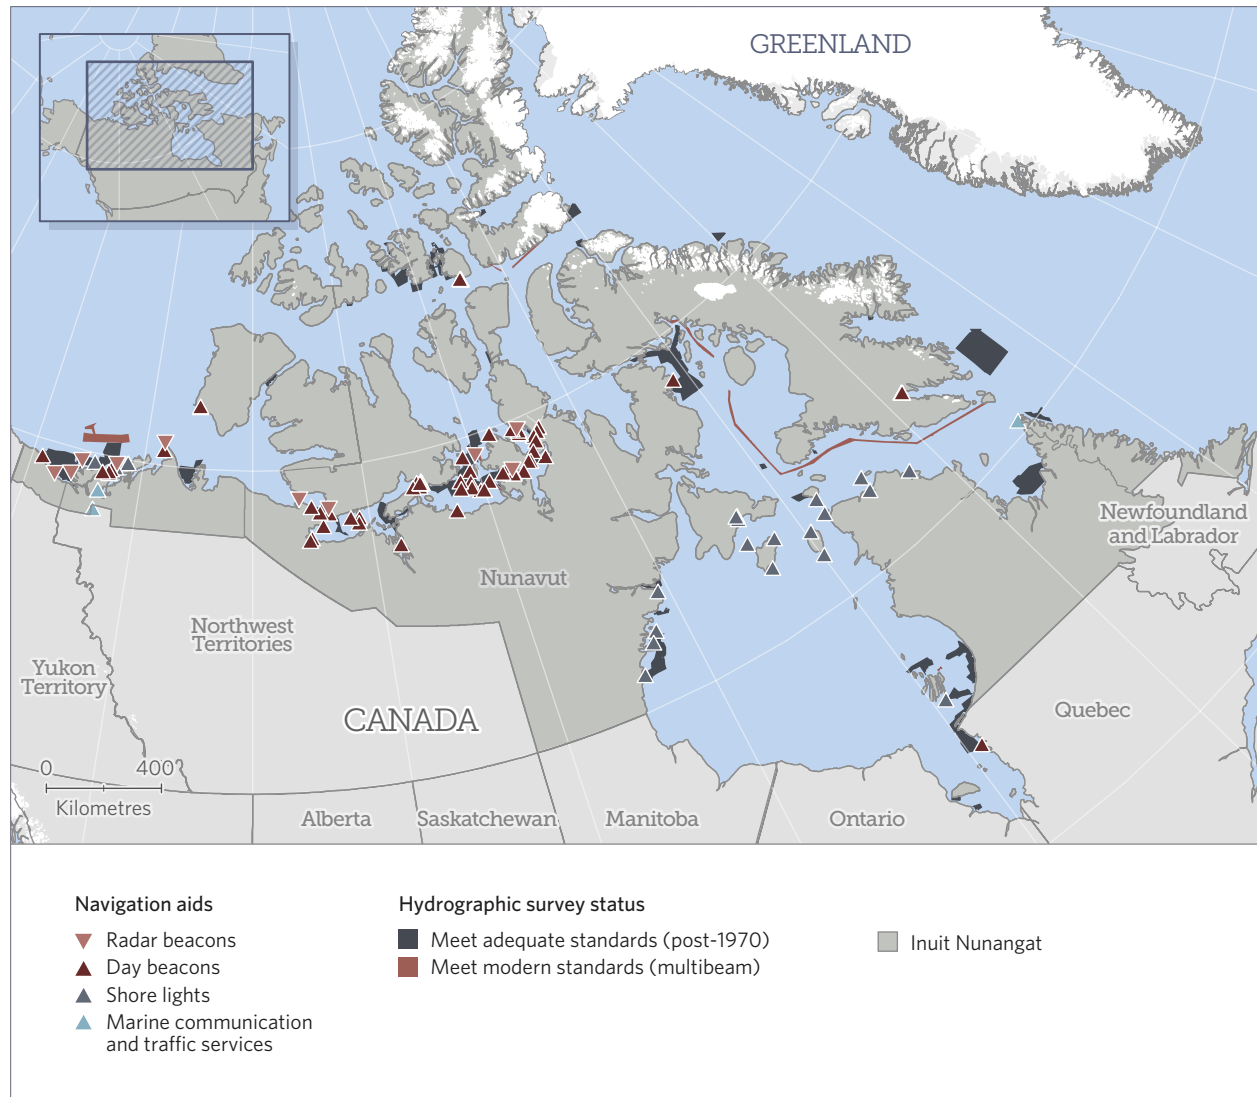 GREENLAND
Nunavut
Newfoundland
and Labrador
Northwest
Territories
Yukon
Territory
CANADA
Quebec
0 400
Kilometres
Alberta
Saskatchewan
Manitoba
Ontario
Navigation aids
Radar beacons
Day beacons
Shore lights
Marine communication
and traffic services
Hydrographic survey status
Meet adequate standards (post-1970)
Meet modern standards (multibeam)
Inuit Nunangat